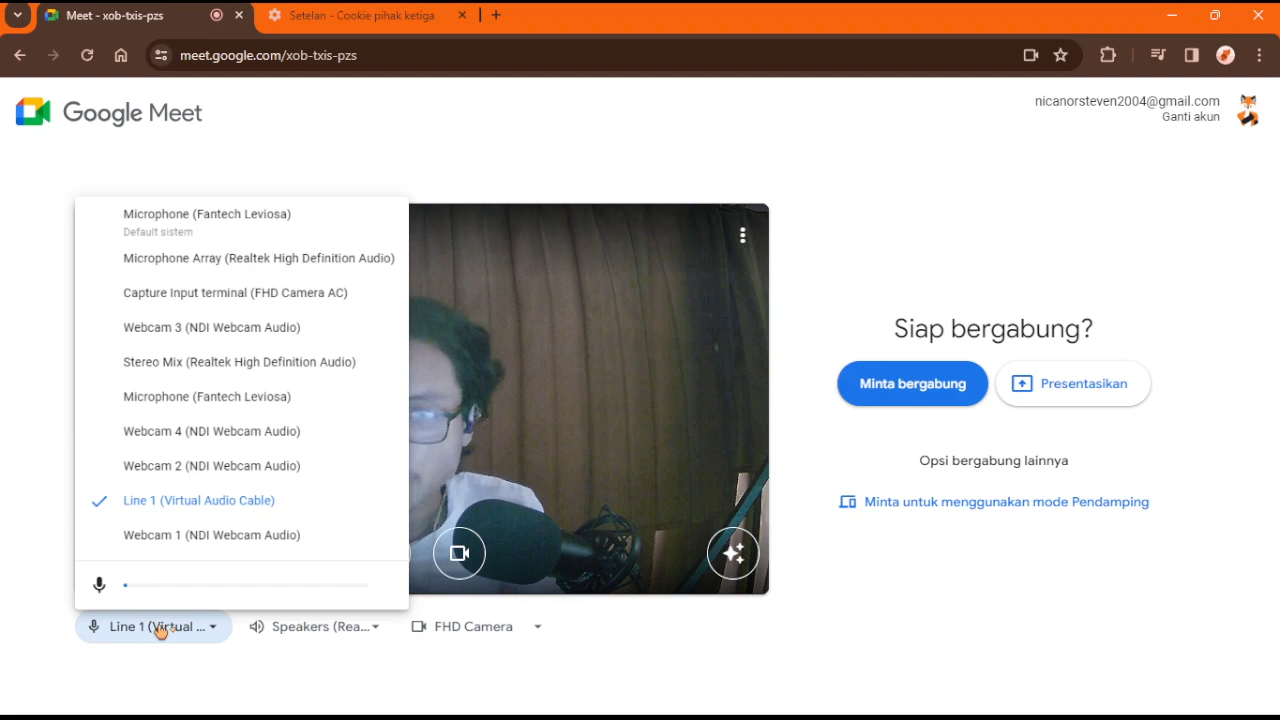 Meet - xob-txis-pzs
Setelan - Cookie pihak ketiga
meet.google.com/xob-txis-pzs
Google Meet
nicanorsteven2004@gmail.com
Ganti akun
Microphone (Fantech Leviosa)
Default sistem
Microphone Array (Realtek High Definition Audio)
Capture Input terminal (FHD Camera AC)
Webcam 3 (NDI Webcam Audio)
Stereo Mix (Realtek High Definition Audio)
Microphone (Fantech Leviosa)
Webcam 4 (NDI Webcam Audio)
Webcam 2 (NDI Webcam Audio)
Line 1 (Virtual Audio Cable)
Webcam 1 (NDI Webcam Audio)
Line 1 (Virtual ...
Speakers (Rea...
FHD Camera
Siap bergabung?
Minta bergabung
Presentasikan
Opsi bergabung lainnya
Minta untuk menggunakan mode Pendamping